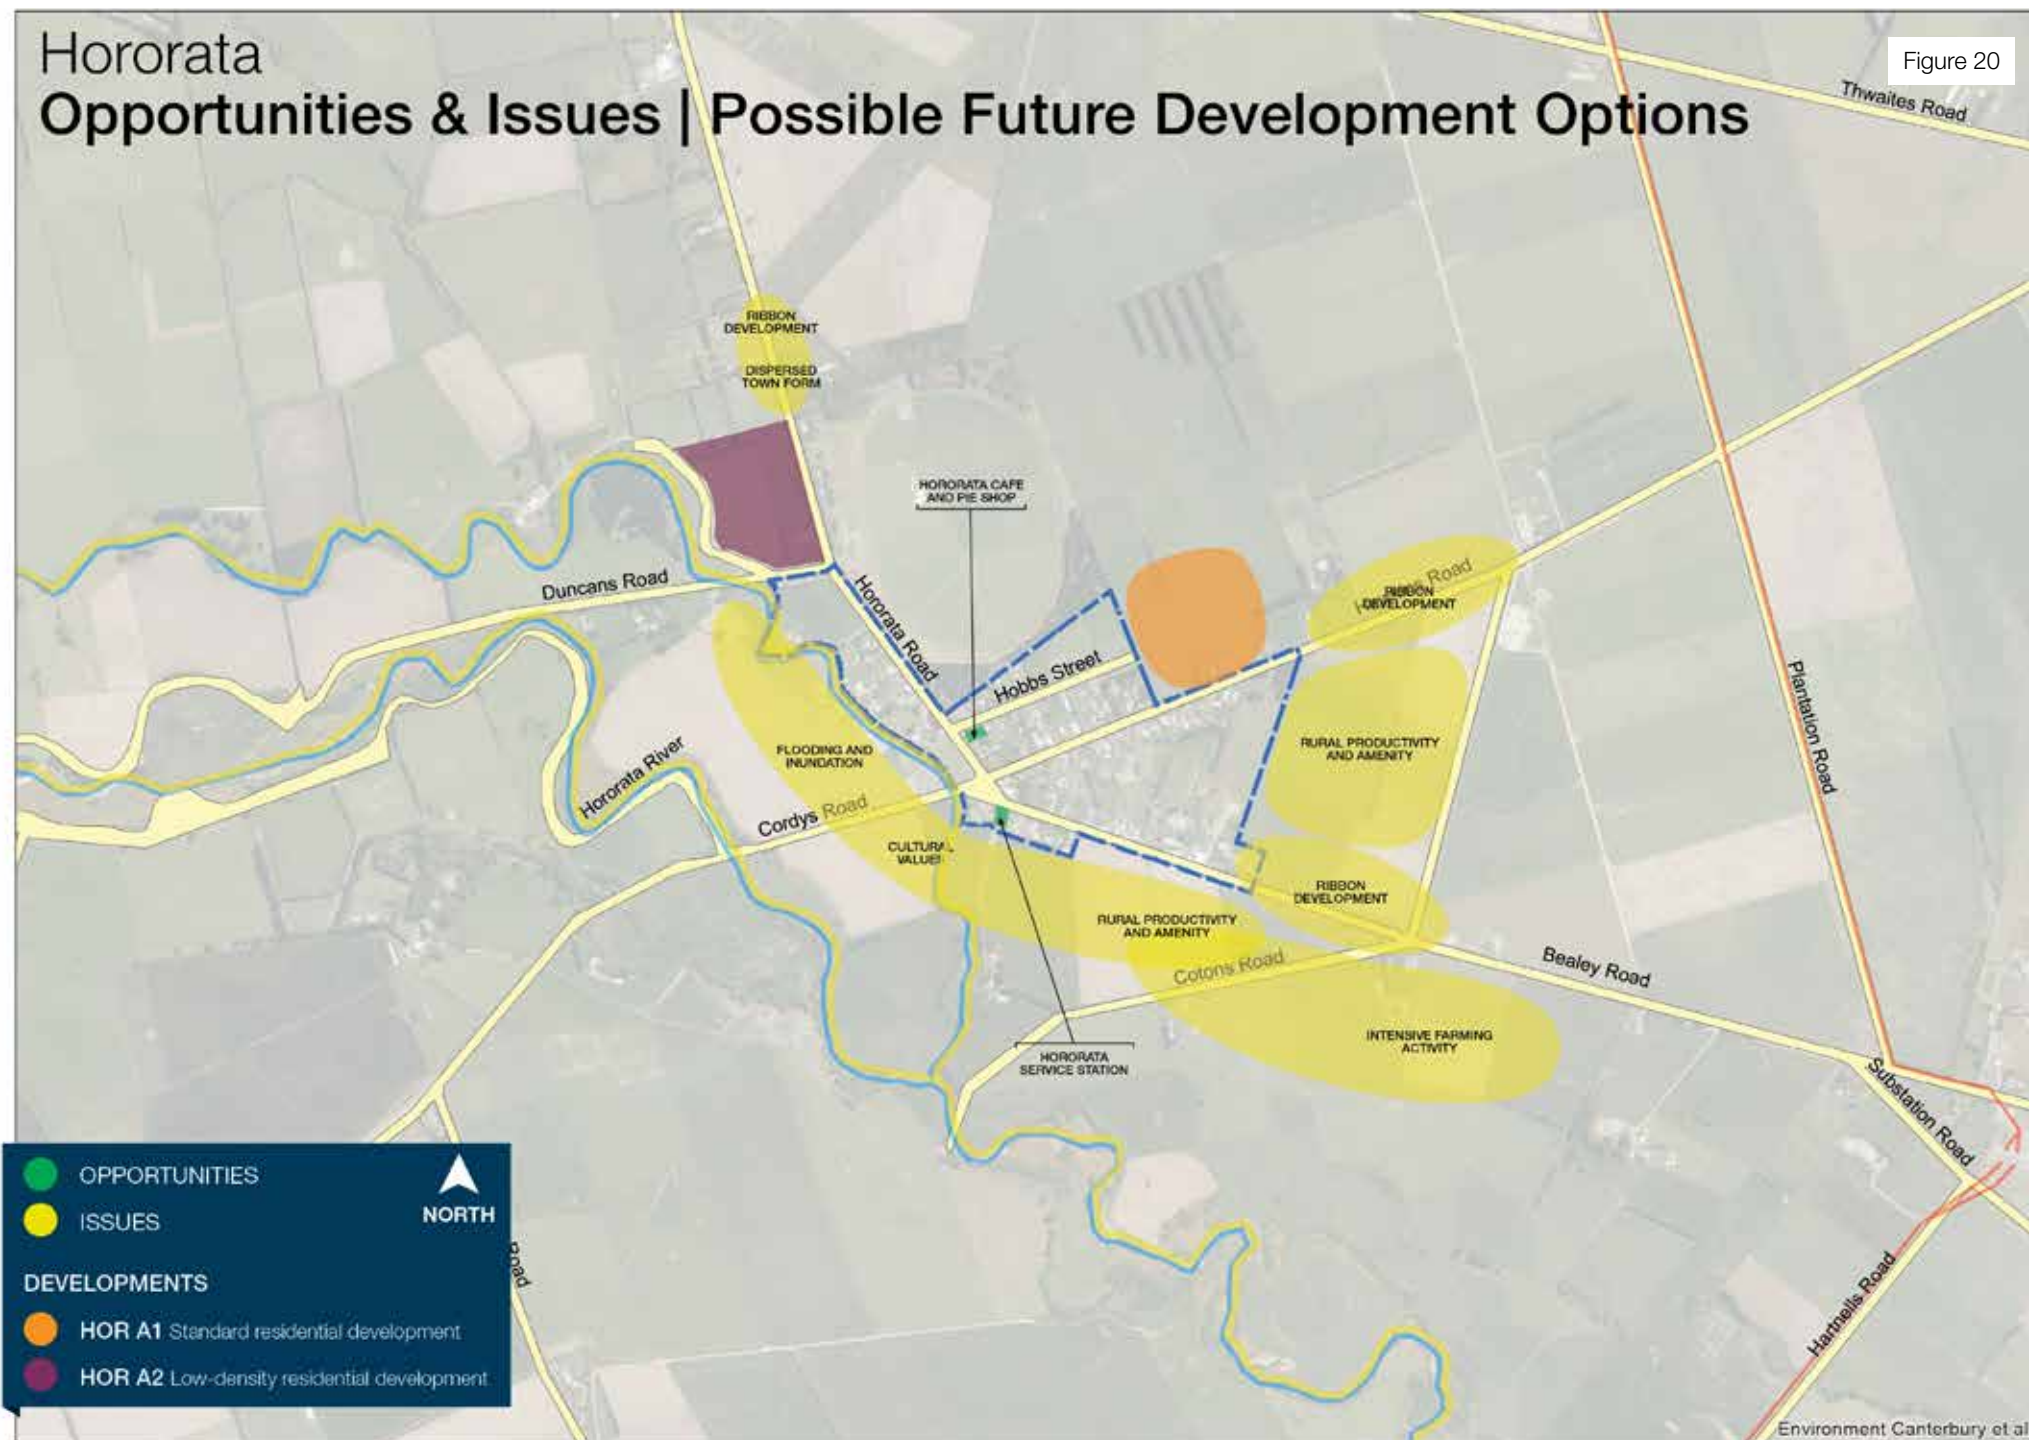 Hororata
Opportunities & Issues | Possible Future Development Options
Figure 20
Thwaites Road
RIBBON
DEVELOPMENT
DISPERSED
TOWN FORM
HORORATA CAFE
AND PIE SHOP
Duncans Road
Hororata Road
Road
RIBBON
DEVELOPMENT
Hobbs Street
Plantation Road
FLOODING AND
INUNDATION
RURAL PRODUCTIVITY
AND AMENITY
Hororata River
Cordys Road
CULTURAL
VALUES
RIBBON
DEVELOPMENT
RURAL PRODUCTIVITY
AND AMENITY
Cotons Road
Bealey Road
INTENSIVE FARMING
ACTIVITY
HORORATA
SERVICE STATION
Substation Road
OPPORTUNITIES
ISSUES
NORTH
DEVELOPMENTS
HOR A1 Standard residential development
HOR A2 Low-density residential development
Road
Hartnells Road
Environment Canterbury et al